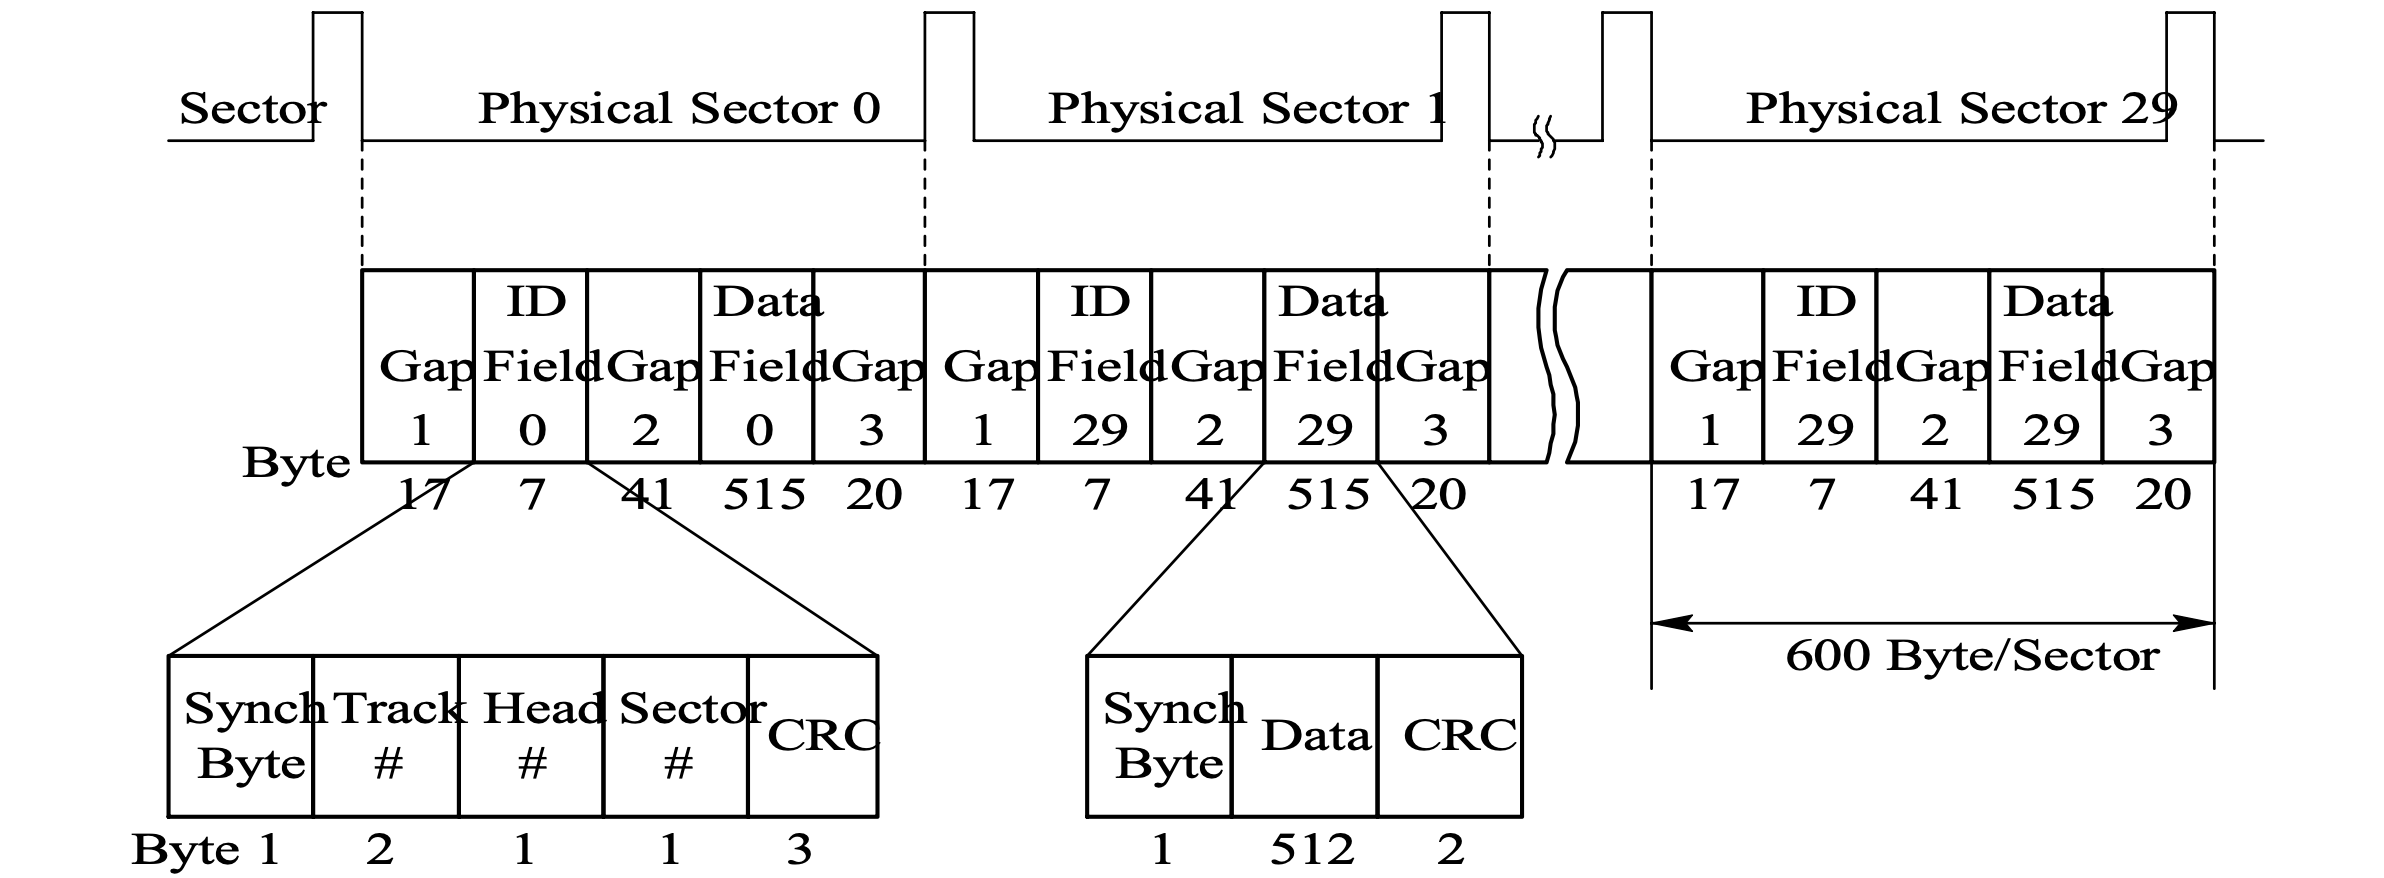 Sector Physical Sector 0 Physical Sector 1 Physical Sector 29
ID Data ID Data ID Data
Gap Field Gap Field Gap Gap Field Gap Field Gap Gap Field Gap Field Gap
1 0 2 0 3 1 29 2 29 3 1 29 2 29 3
Byte
17 7 41 515 20 17 7 41 515 20 17 7 41 515 20
600 Byte/Sector
Synch Track Head Sector CRC Synch Data CRC
Byte # # # Byte
Byte 1 2 1 1 3 1 512 2